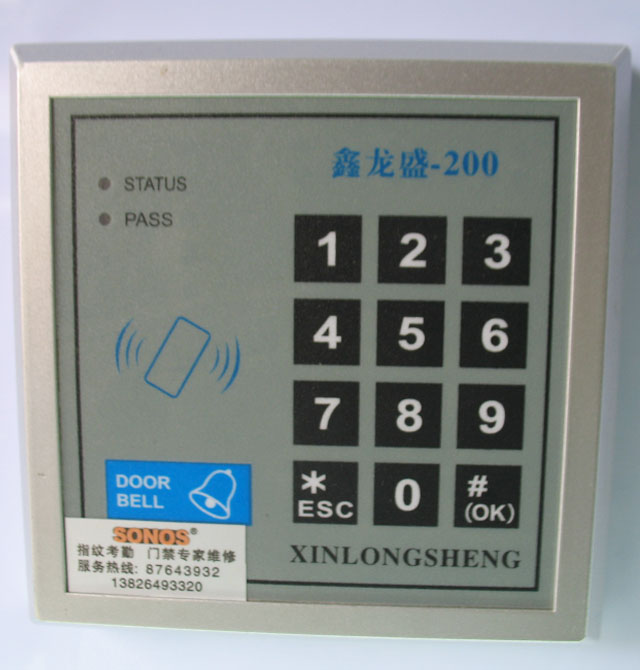 鑫龙盛-200
STATUS
PASS
1 2 3
4 5 6
7 8 9
* 0 #
ESC (OK)
DOOR
BELL
XINLONGSHENG
SONOS®
指纹考勤 门禁专家维修
服务热线: 87643932
13826493320